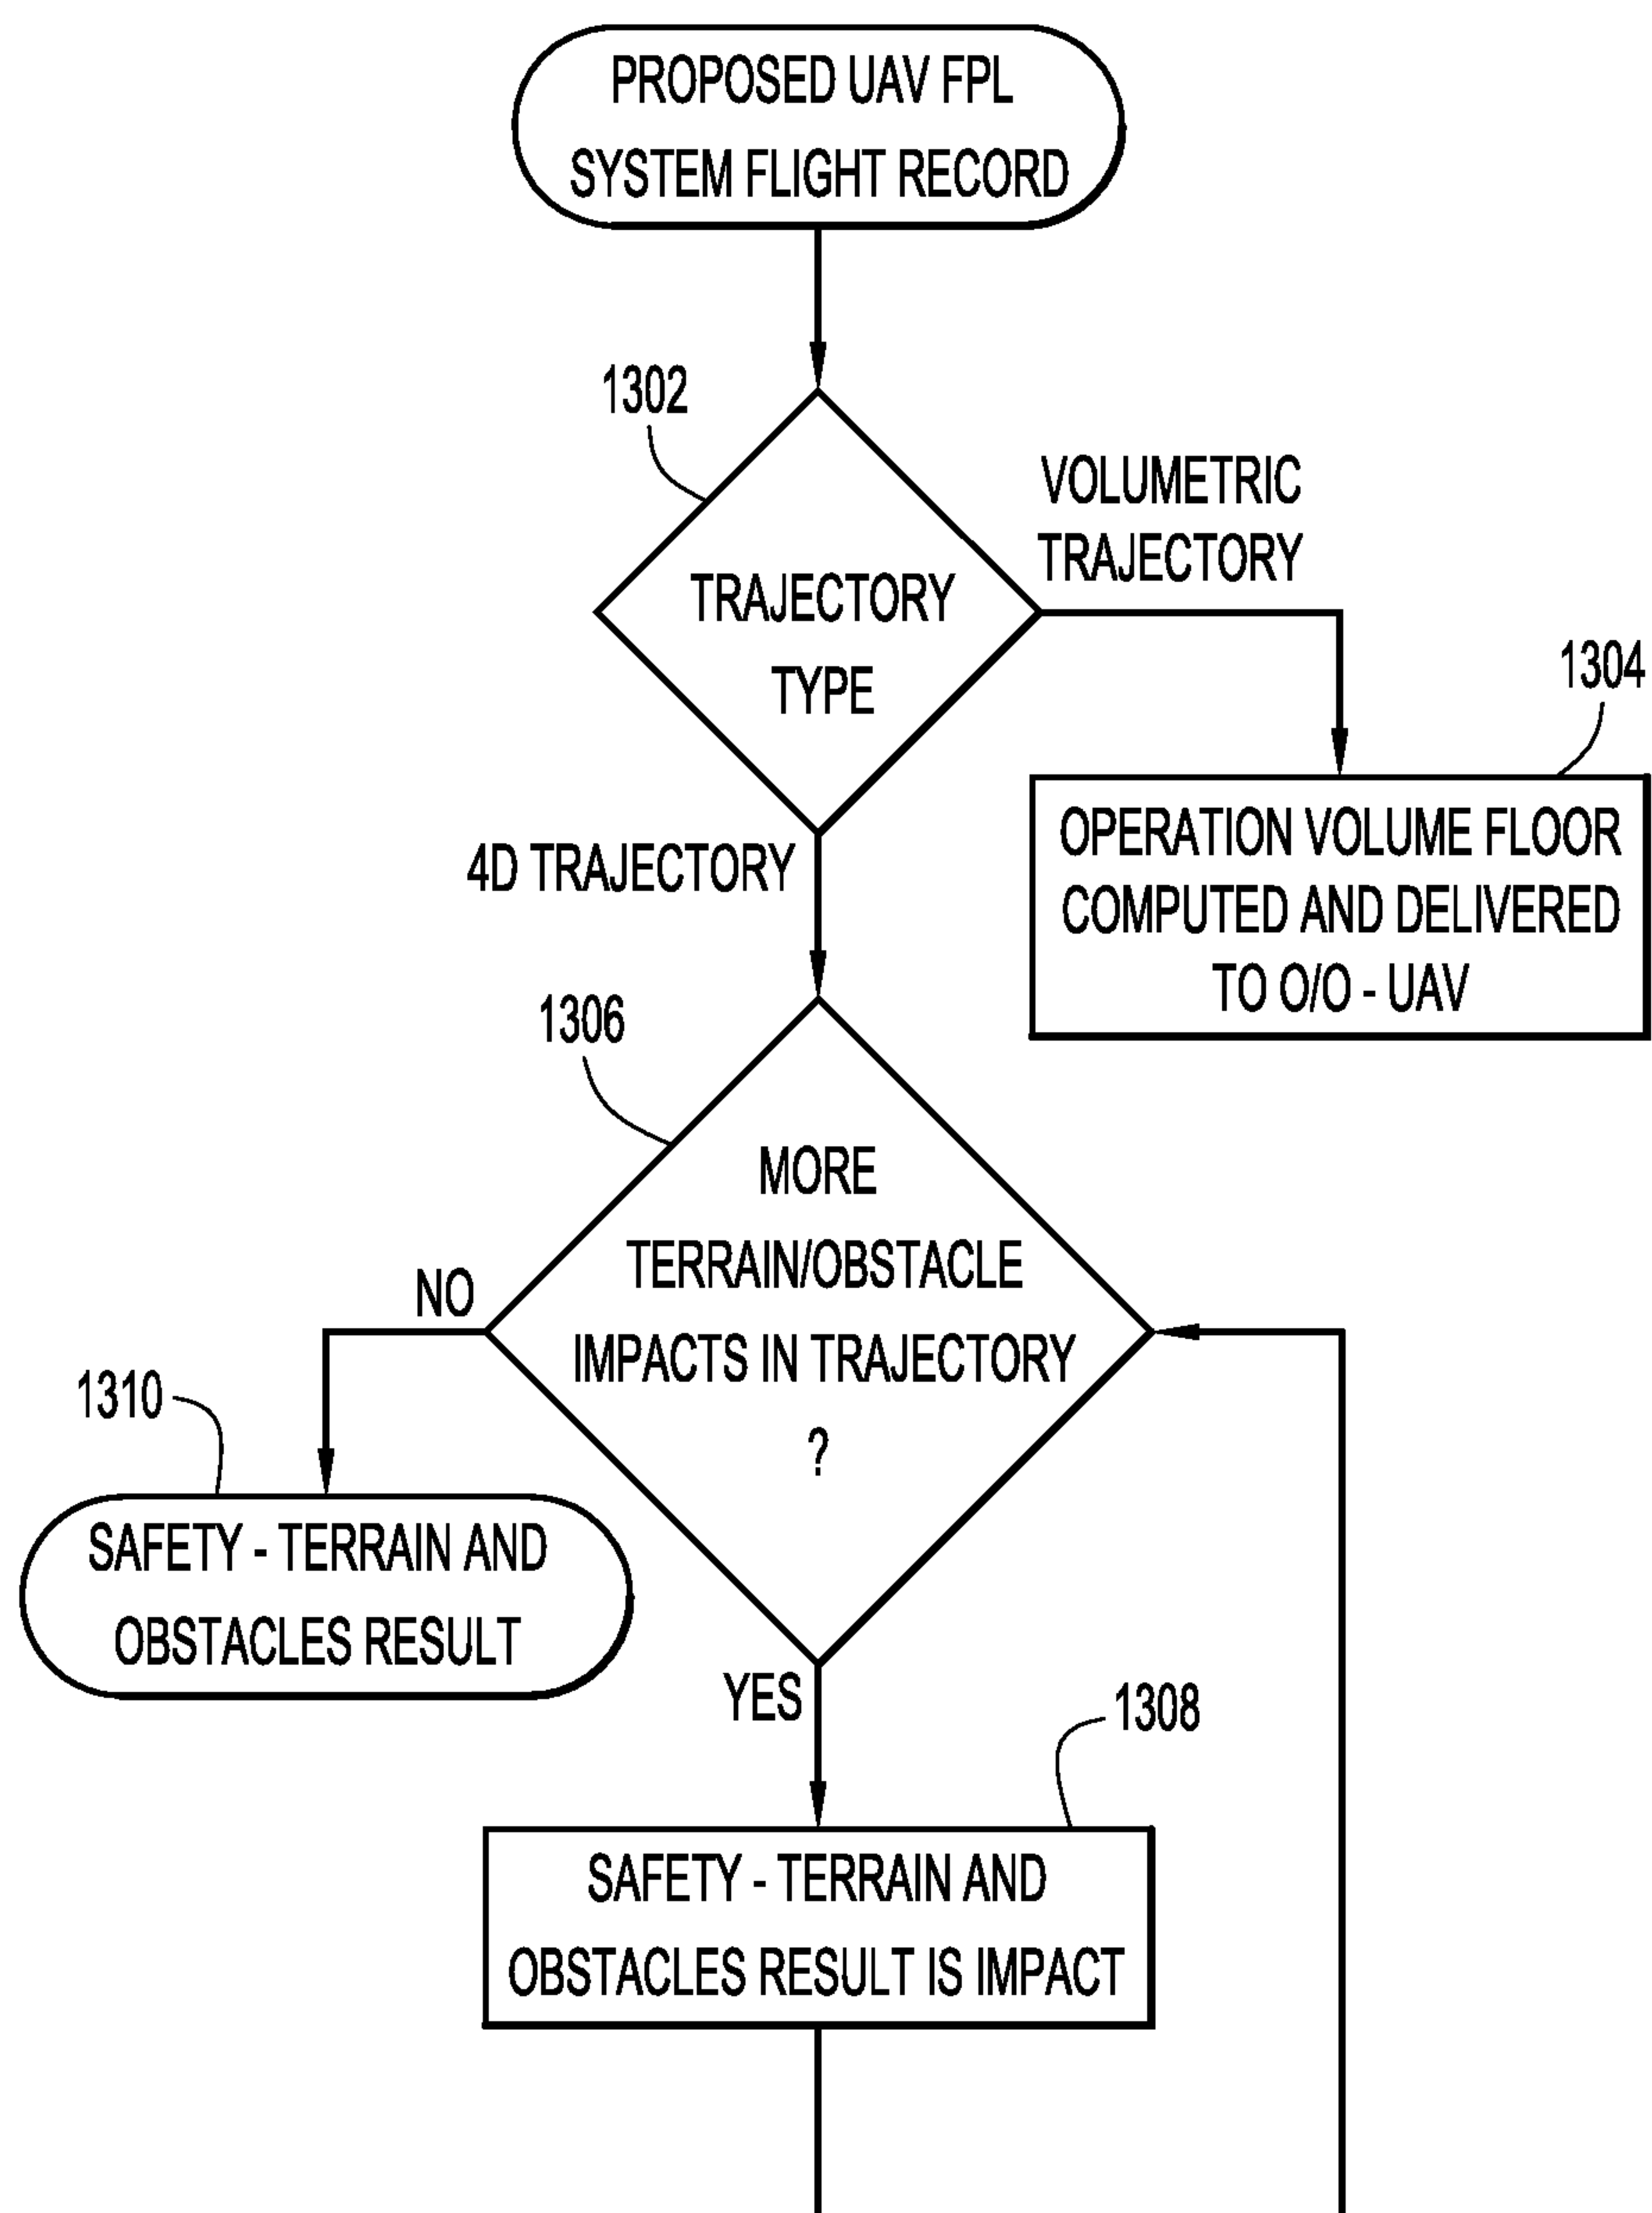 PROPOSED UAV FPL
SYSTEM FLIGHT RECORD
1302
TRAJECTORY
TYPE
VOLUMETRIC
TRAJECTORY
1304
OPERATION VOLUME FLOOR
COMPUTED AND DELIVERED
TO O/O - UAV
4D TRAJECTORY
1306
MORE
TERRAIN/OBSTACLE
IMPACTS IN TRAJECTORY
?
NO
1310
SAFETY - TERRAIN AND
OBSTACLES RESULT
YES
1308
SAFETY - TERRAIN AND
OBSTACLES RESULT IS IMPACT